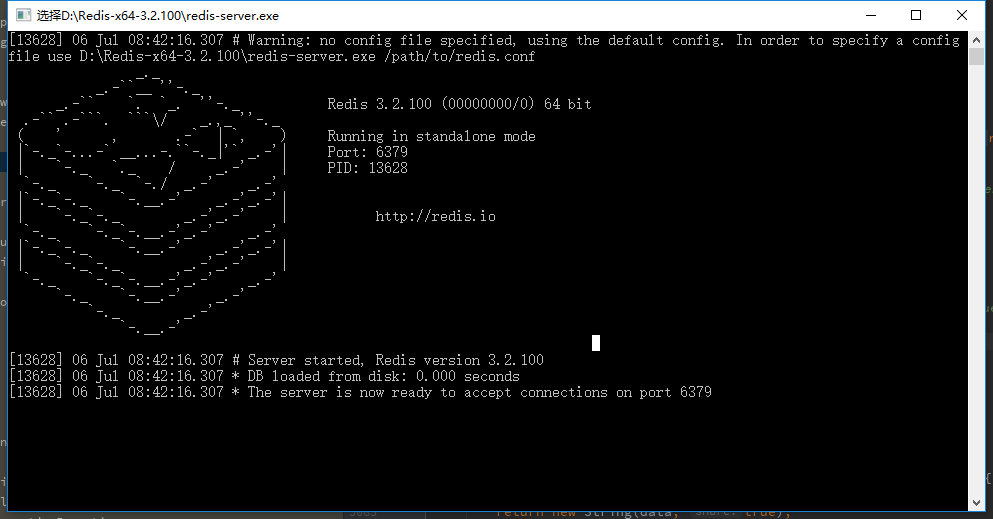 选择D:\Redis-x64-3.2.100\redis-server.exe
[13628] 06 Jul 08:42:16.307 # Warning: no config file specified, using the default config. In order to specify a config
file use D:\Redis-x64-3.2.100\redis-server.exe /path/to/redis.conf
Redis 3.2.100 (00000000/0) 64 bit
Running in standalone mode
Port: 6379
PID: 13628
http://redis.io
[13628] 06 Jul 08:42:16.307 # Server started, Redis version 3.2.100
[13628] 06 Jul 08:42:16.307 * DB loaded from disk: 0.000 seconds
[13628] 06 Jul 08:42:16.307 * The server is now ready to accept connections on port 6379